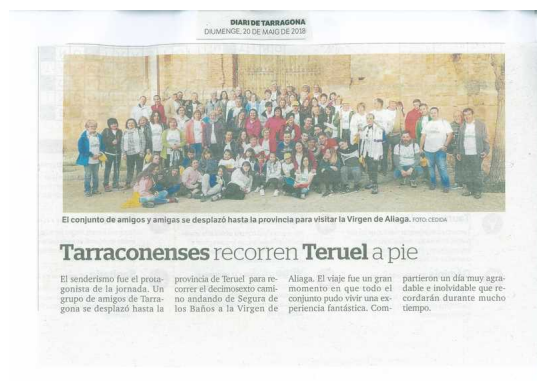 DIARI DE TARRAGONA
DIUMENGE, 20 DE MAIG DE 2018
El conjunto de amigos y amigas se desplazó hasta la provincia para visitar la Virgen de Aliaga. FOTO: CEDIDA
Tarraconenses recorren Teruel a pie
El senderismo fue el prota-
gonista de la jornada. Un
grupo de amigos de Tarra-
gona se desplazó hasta la
provincia de Teruel para re-
correr el decimosexto cami-
no andando de Segura de
los Baños a la Virgen de
Aliaga. El viaje fue un gran
momento en que todo el
conjunto pudo vivir una ex-
periencia fantástica. Com-
partieron un día muy agra-
dable e inolvidable que re-
cordarán durante mucho
tiempo.